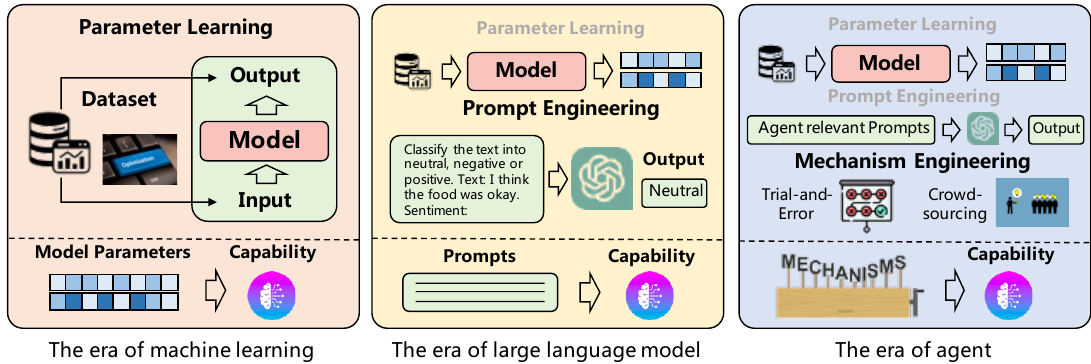 Parameter Learning
Output
Dataset
Model
Optimization
Input
Model Parameters
Capability
The era of machine learning
Parameter Learning
Model
Prompt Engineering
Classify the text into
neutral, negative or
positive. Text: I think
the food was okay.
Sentiment:
Output
Neutral
Prompts
Capability
The era of large language model
Parameter Learning
Model
Prompt Engineering
Agent relevant Prompts
Output
Mechanism Engineering
Trial-and-
Error
Crowd-
sourcing
MECHANISMS
Capability
The era of agent